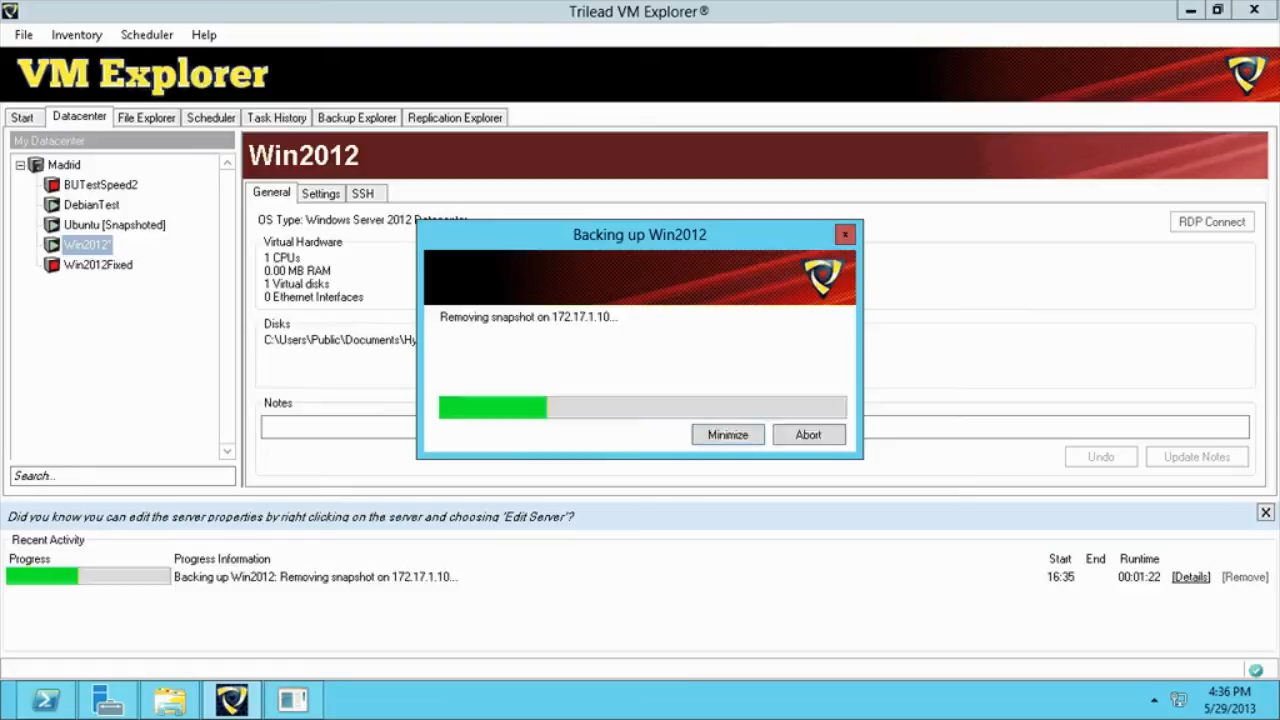 Trilead VM Explorer®
File Inventory Scheduler Help
VM Explorer
Start Datacenter File Explorer Scheduler Task History Backup Explorer Replication Explorer
My Datacenter
Madrid
BUTestSpeed2
DebianTest
Ubuntu [Snapshoted]
Win2012*
Win2012Fixed
Search...
Win2012
General Settings SSH
OS Type: Windows Server 2012
RDP Connect
Virtual Hardware
1 CPUs
0.00 MB RAM
1 Virtual disks
0 Ethernet Interfaces
Disks
C:\Users\Public\Documents\Hy
Notes
Undo Update Notes
Backing up Win2012
x
Removing snapshot on 172.17.1.10...
Minimize Abort
Did you know you can edit the server properties by right clicking on the server and choosing 'Edit Server'?
Recent Activity
Progress Progress Information Start End Runtime
Backing up Win2012: Removing snapshot on 172.17.1.10... 16:35 00:01:22 [Details] [Remove]
4:36 PM
5/29/2013